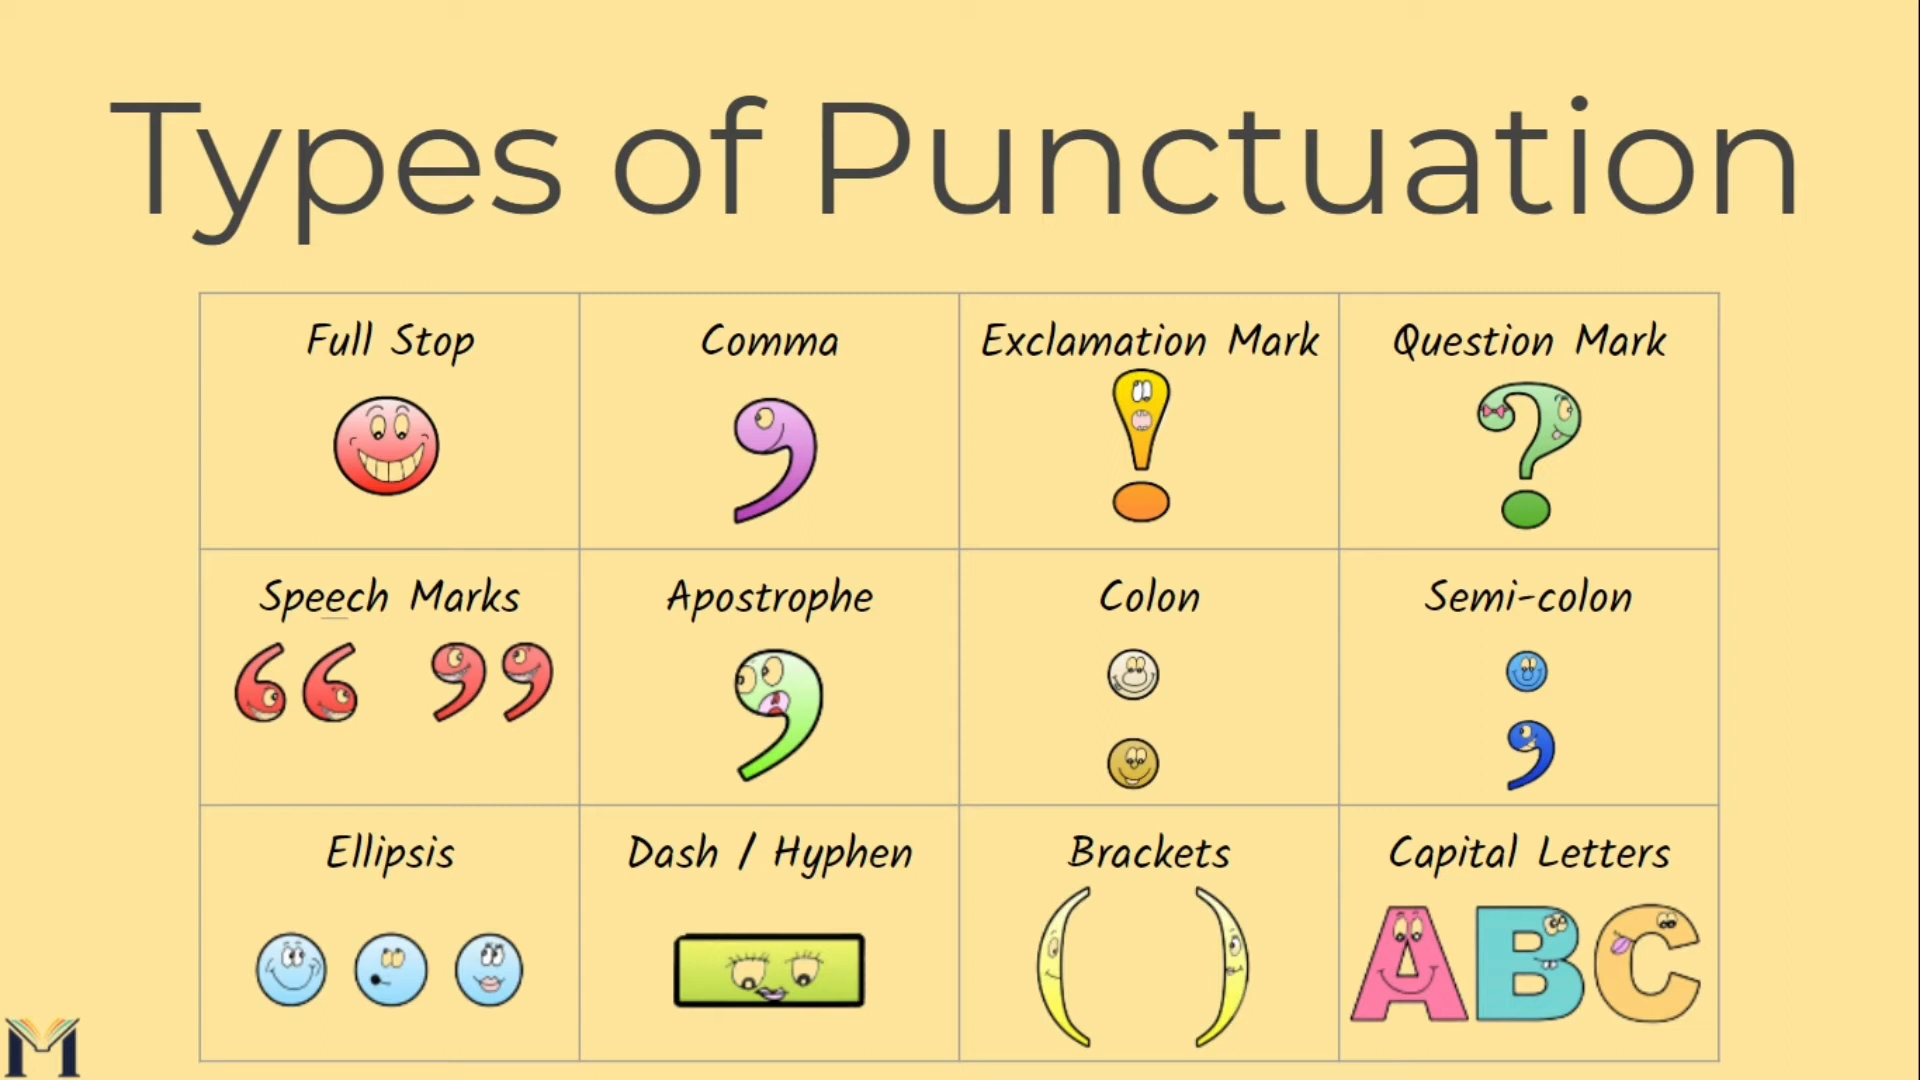 Types of Punctuation
Full Stop
Comma
Exclamation Mark
!
Question Mark
?
Speech Marks
“ ”
Apostrophe
’
Colon
:
Semi-colon
;
Ellipsis
...
Dash / Hyphen
Brackets
( )
Capital Letters
ABC
M